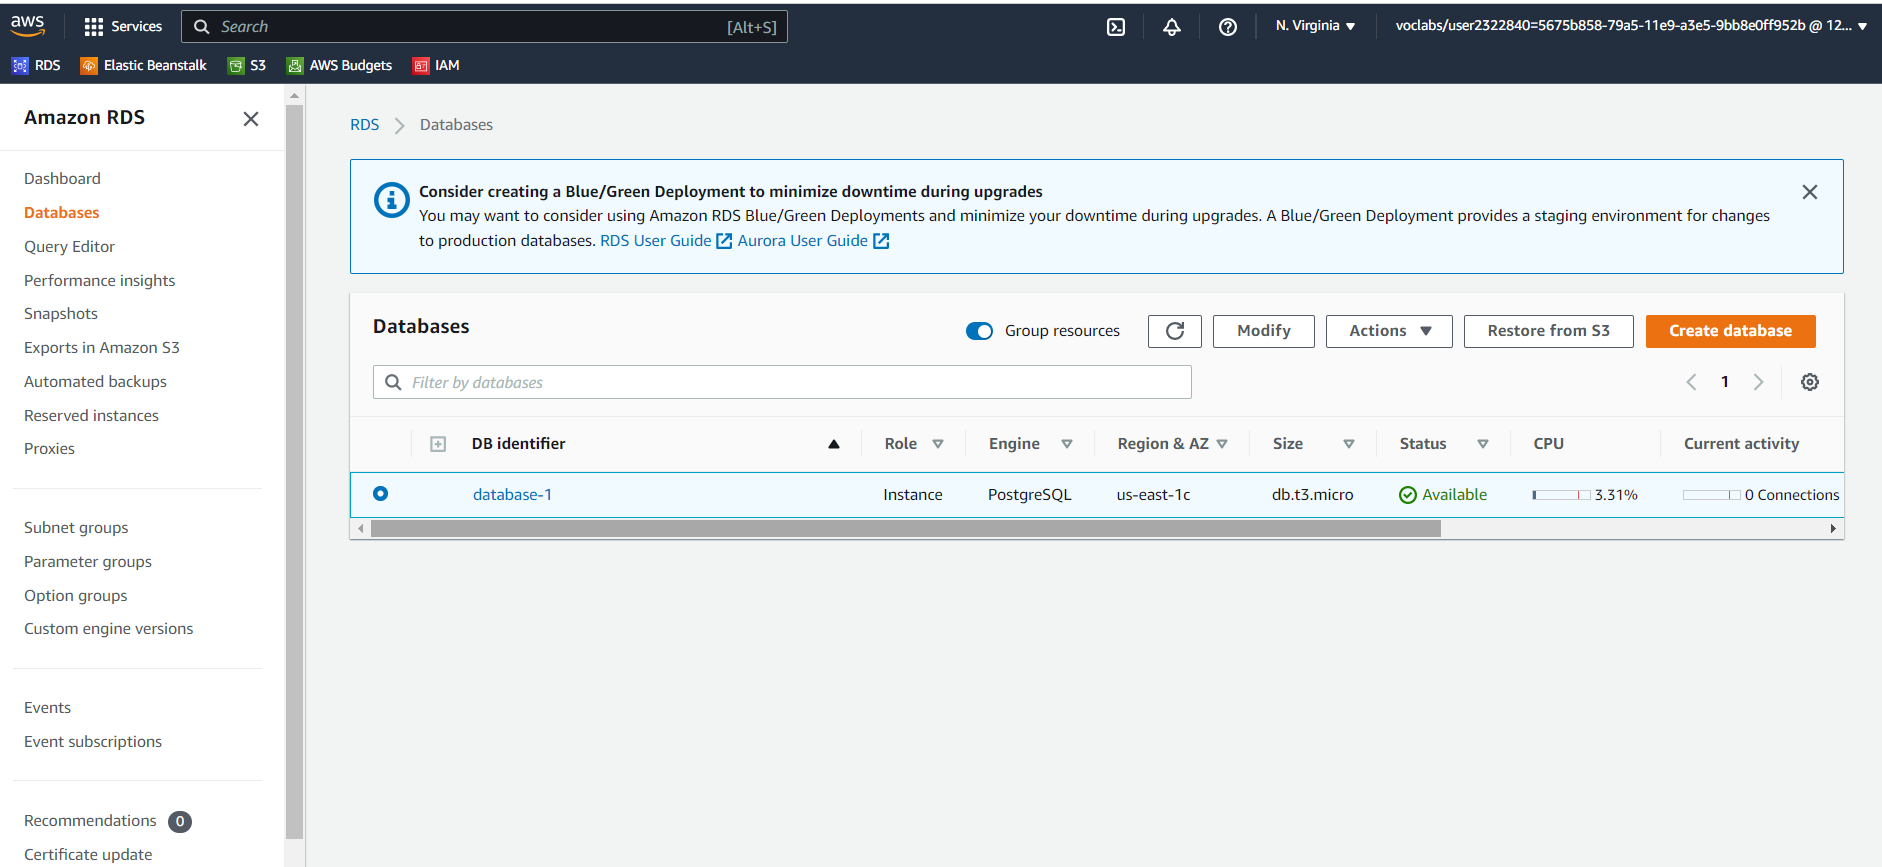 aws
Services
Search
[Alt+S]
N. Virginia
voclabs/user2322840=5675b858-79a5-11e9-a3e5-9bb8e0ff952b @ 12...
RDS
Elastic Beanstalk
S3
AWS Budgets
IAM
Amazon RDS
Dashboard
Databases
Query Editor
Performance insights
Snapshots
Exports in Amazon S3
Automated backups
Reserved instances
Proxies
Subnet groups
Parameter groups
Option groups
Custom engine versions
Events
Event subscriptions
Recommendations 0
Certificate update
RDS
Databases
Consider creating a Blue/Green Deployment to minimize downtime during upgrades
You may want to consider using Amazon RDS Blue/Green Deployments and minimize your downtime during upgrades. A Blue/Green Deployment provides a staging environment for changes
to production databases. RDS User Guide Aurora User Guide
Databases
Group resources
Modify
Actions
Restore from S3
Create database
Filter by databases
1
DB identifier
Role
Engine
Region & AZ
Size
Status
CPU
Current activity
database-1
Instance
PostgreSQL
us-east-1c
db.t3.micro
Available
3.31%
0 Connections